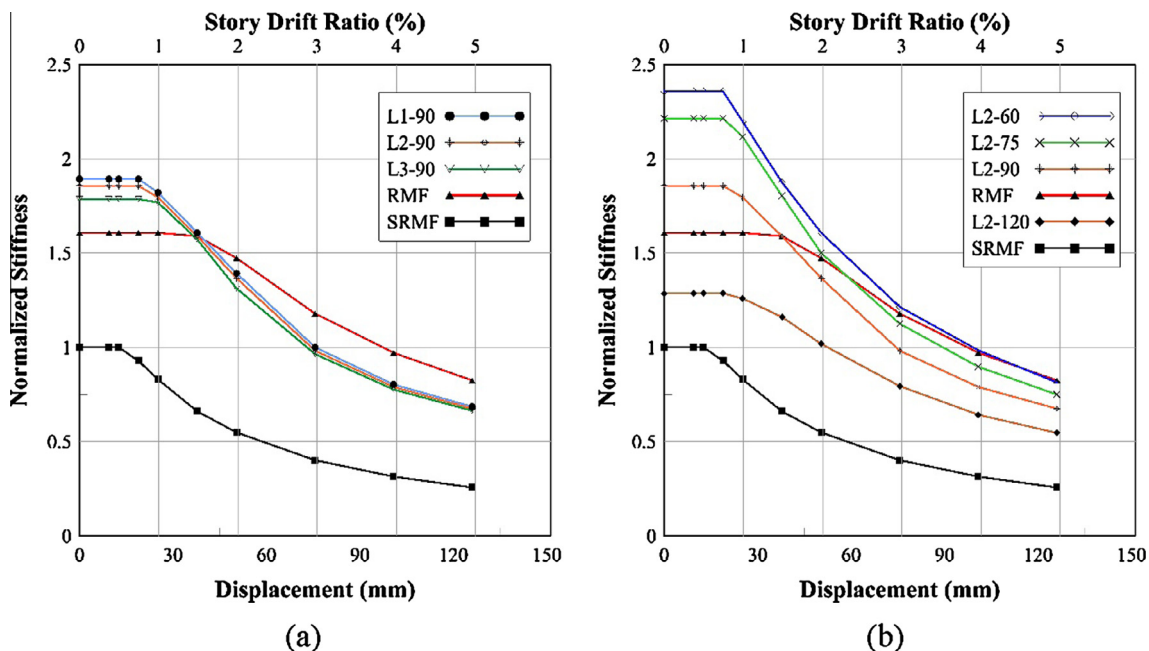 Story Drift Ratio (%)
0 1 2 3 4 5
2.5
2
1.5
1
0.5
0
Normalized Stiffness
L1-90
L2-90
L3-90
RMF
SRMF
0 30 60 90 120 150
Displacement (mm)
(a)
Story Drift Ratio (%)
0 1 2 3 4 5
2.5
2
1.5
1
0.5
0
Normalized Stiffness
L2-60
L2-75
L2-90
RMF
L2-120
SRMF
0 30 60 90 120 150
Displacement (mm)
(b)